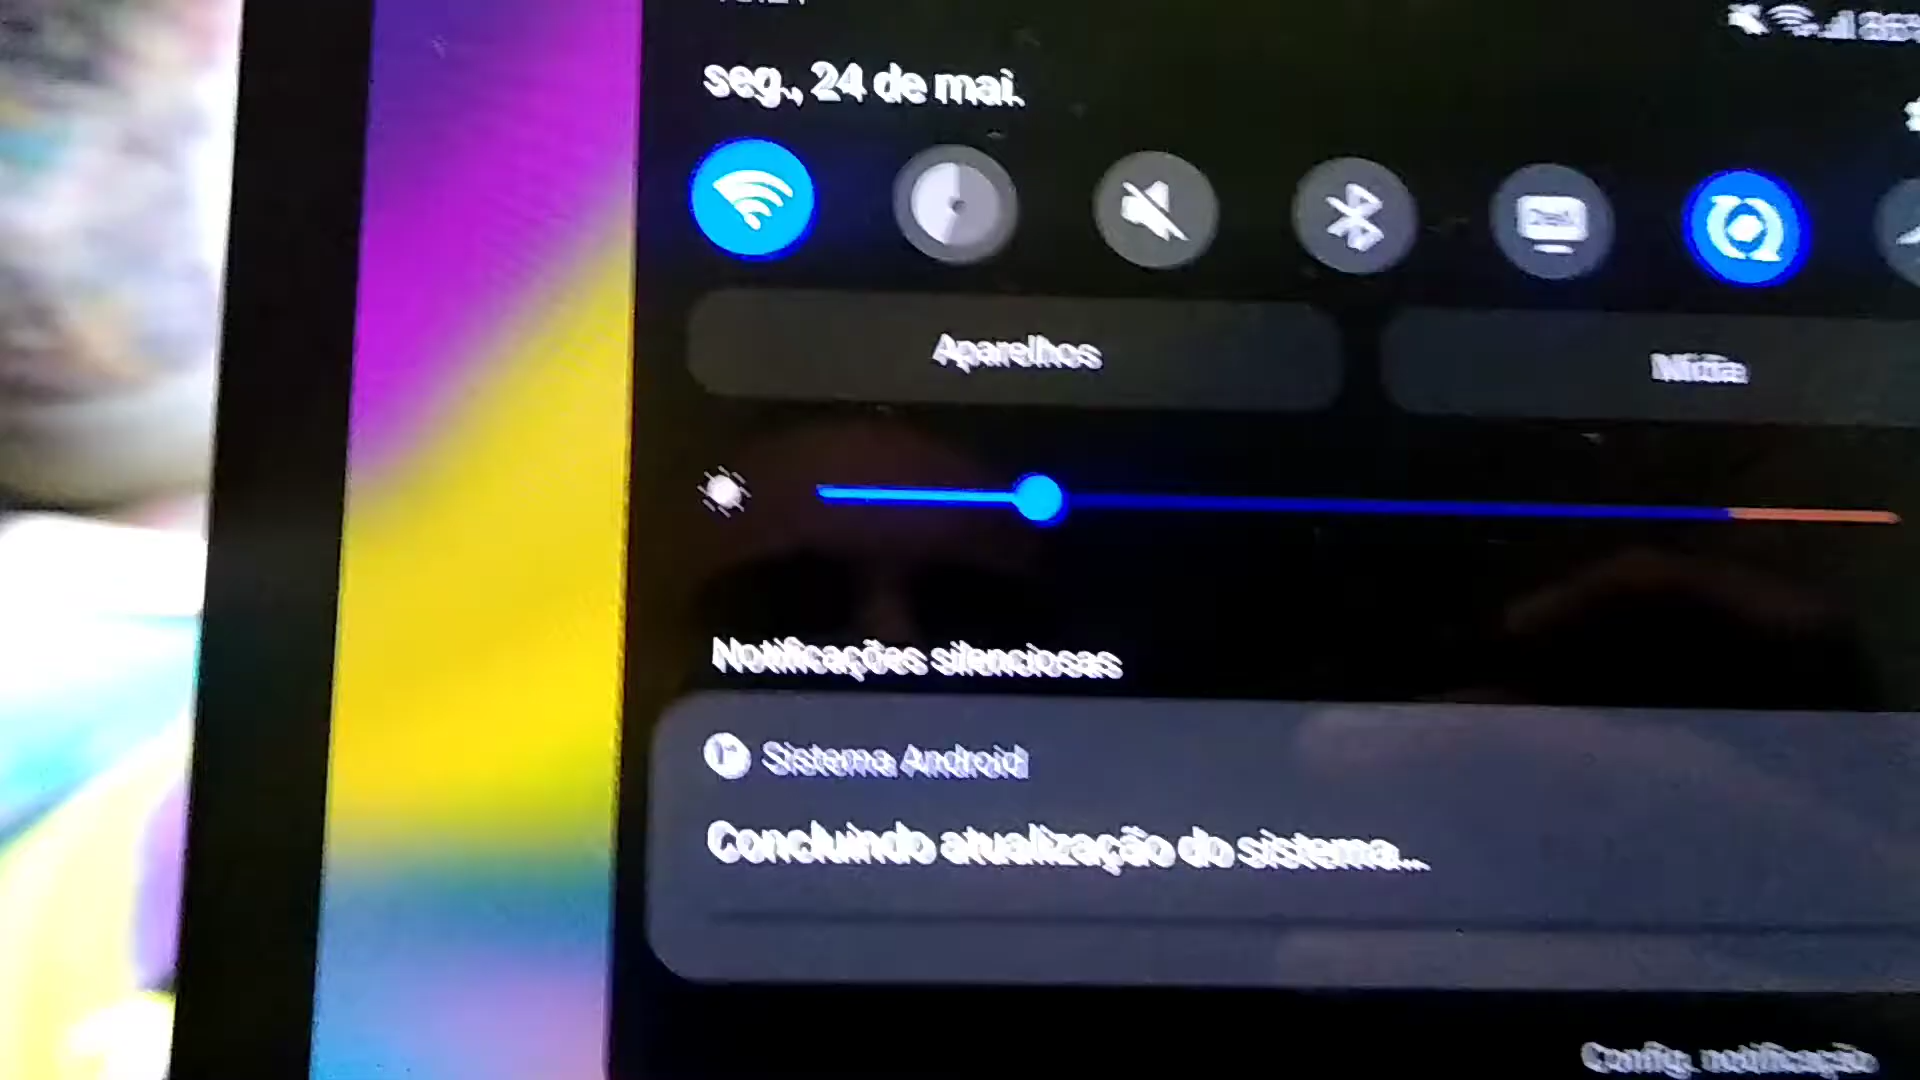 seg., 24 de mai.
Aparelhos
Mídia
Notificações silenciosas
Sistema Android
Concluindo atualização do sistema...
Config. notificação